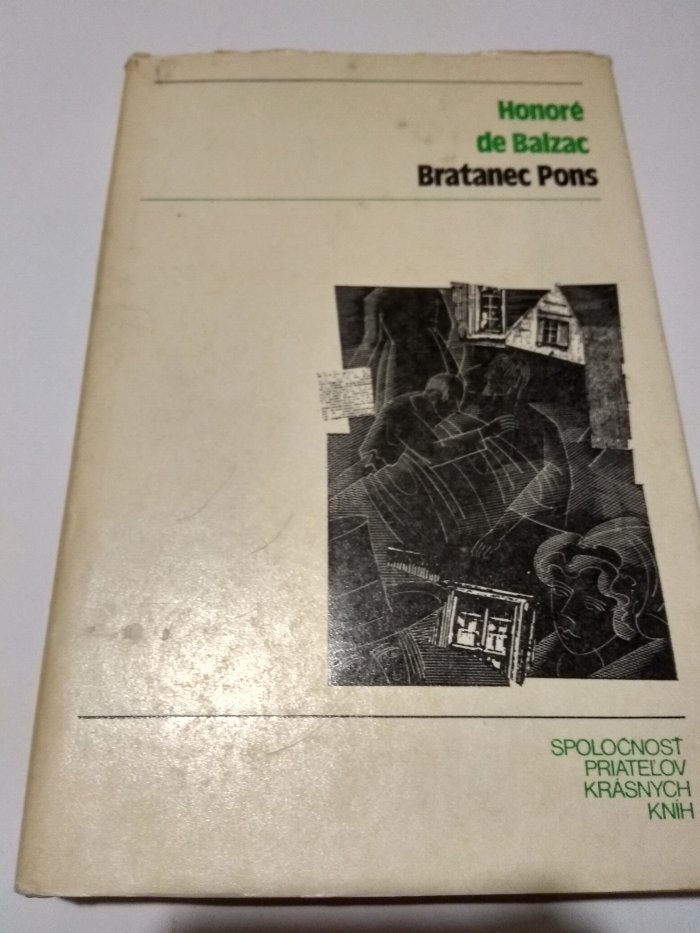 Honoré
de Balzac
Bratanec Pons
SPOLOČNOSŤ
PRIATEĽOV
KRÁSNYCH
KNÍH